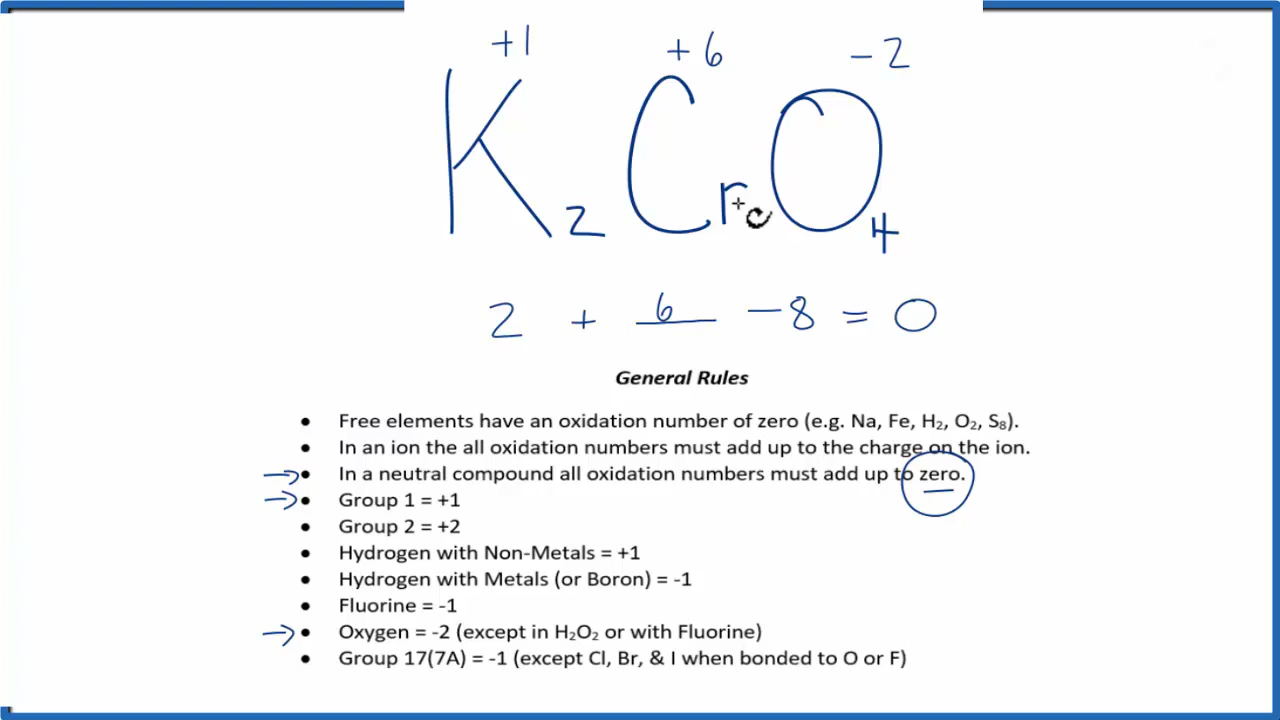 +1 +6 -2
K2CrO4
2 + 6 -8 = 0
General Rules
• Free elements have an oxidation number of zero (e.g. Na, Fe, H₂, O₂, S₈).
• In an ion the all oxidation numbers must add up to the charge on the ion.
→• In a neutral compound all oxidation numbers must add up to zero.
→• Group 1 = +1
• Group 2 = +2
• Hydrogen with Non-Metals = +1
• Hydrogen with Metals (or Boron) = -1
• Fluorine = -1
→• Oxygen = -2 (except in H₂O₂ or with Fluorine)
• Group 17(7A) = -1 (except Cl, Br, & I when bonded to O or F)